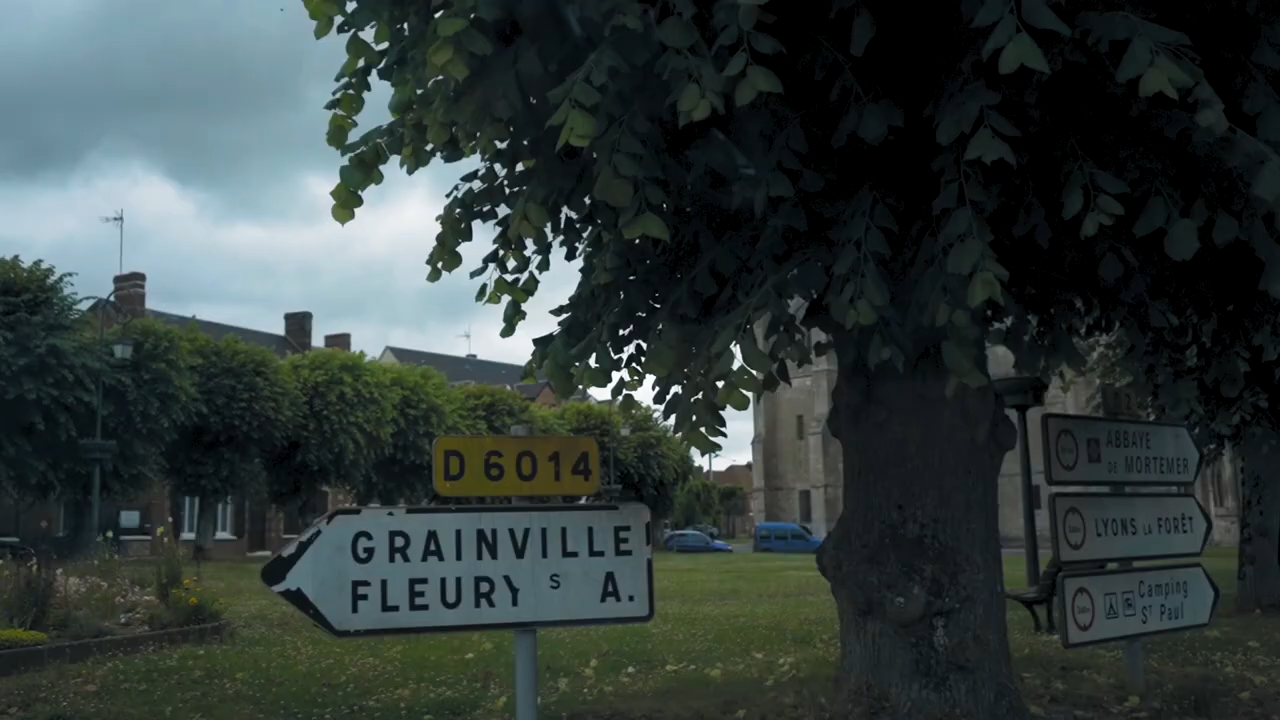 D 6014
GRAINVILLE
FLEURY S A.
ABBAYE
DE MORTEMER
LYONS LA FORÊT
Camping
ST Paul